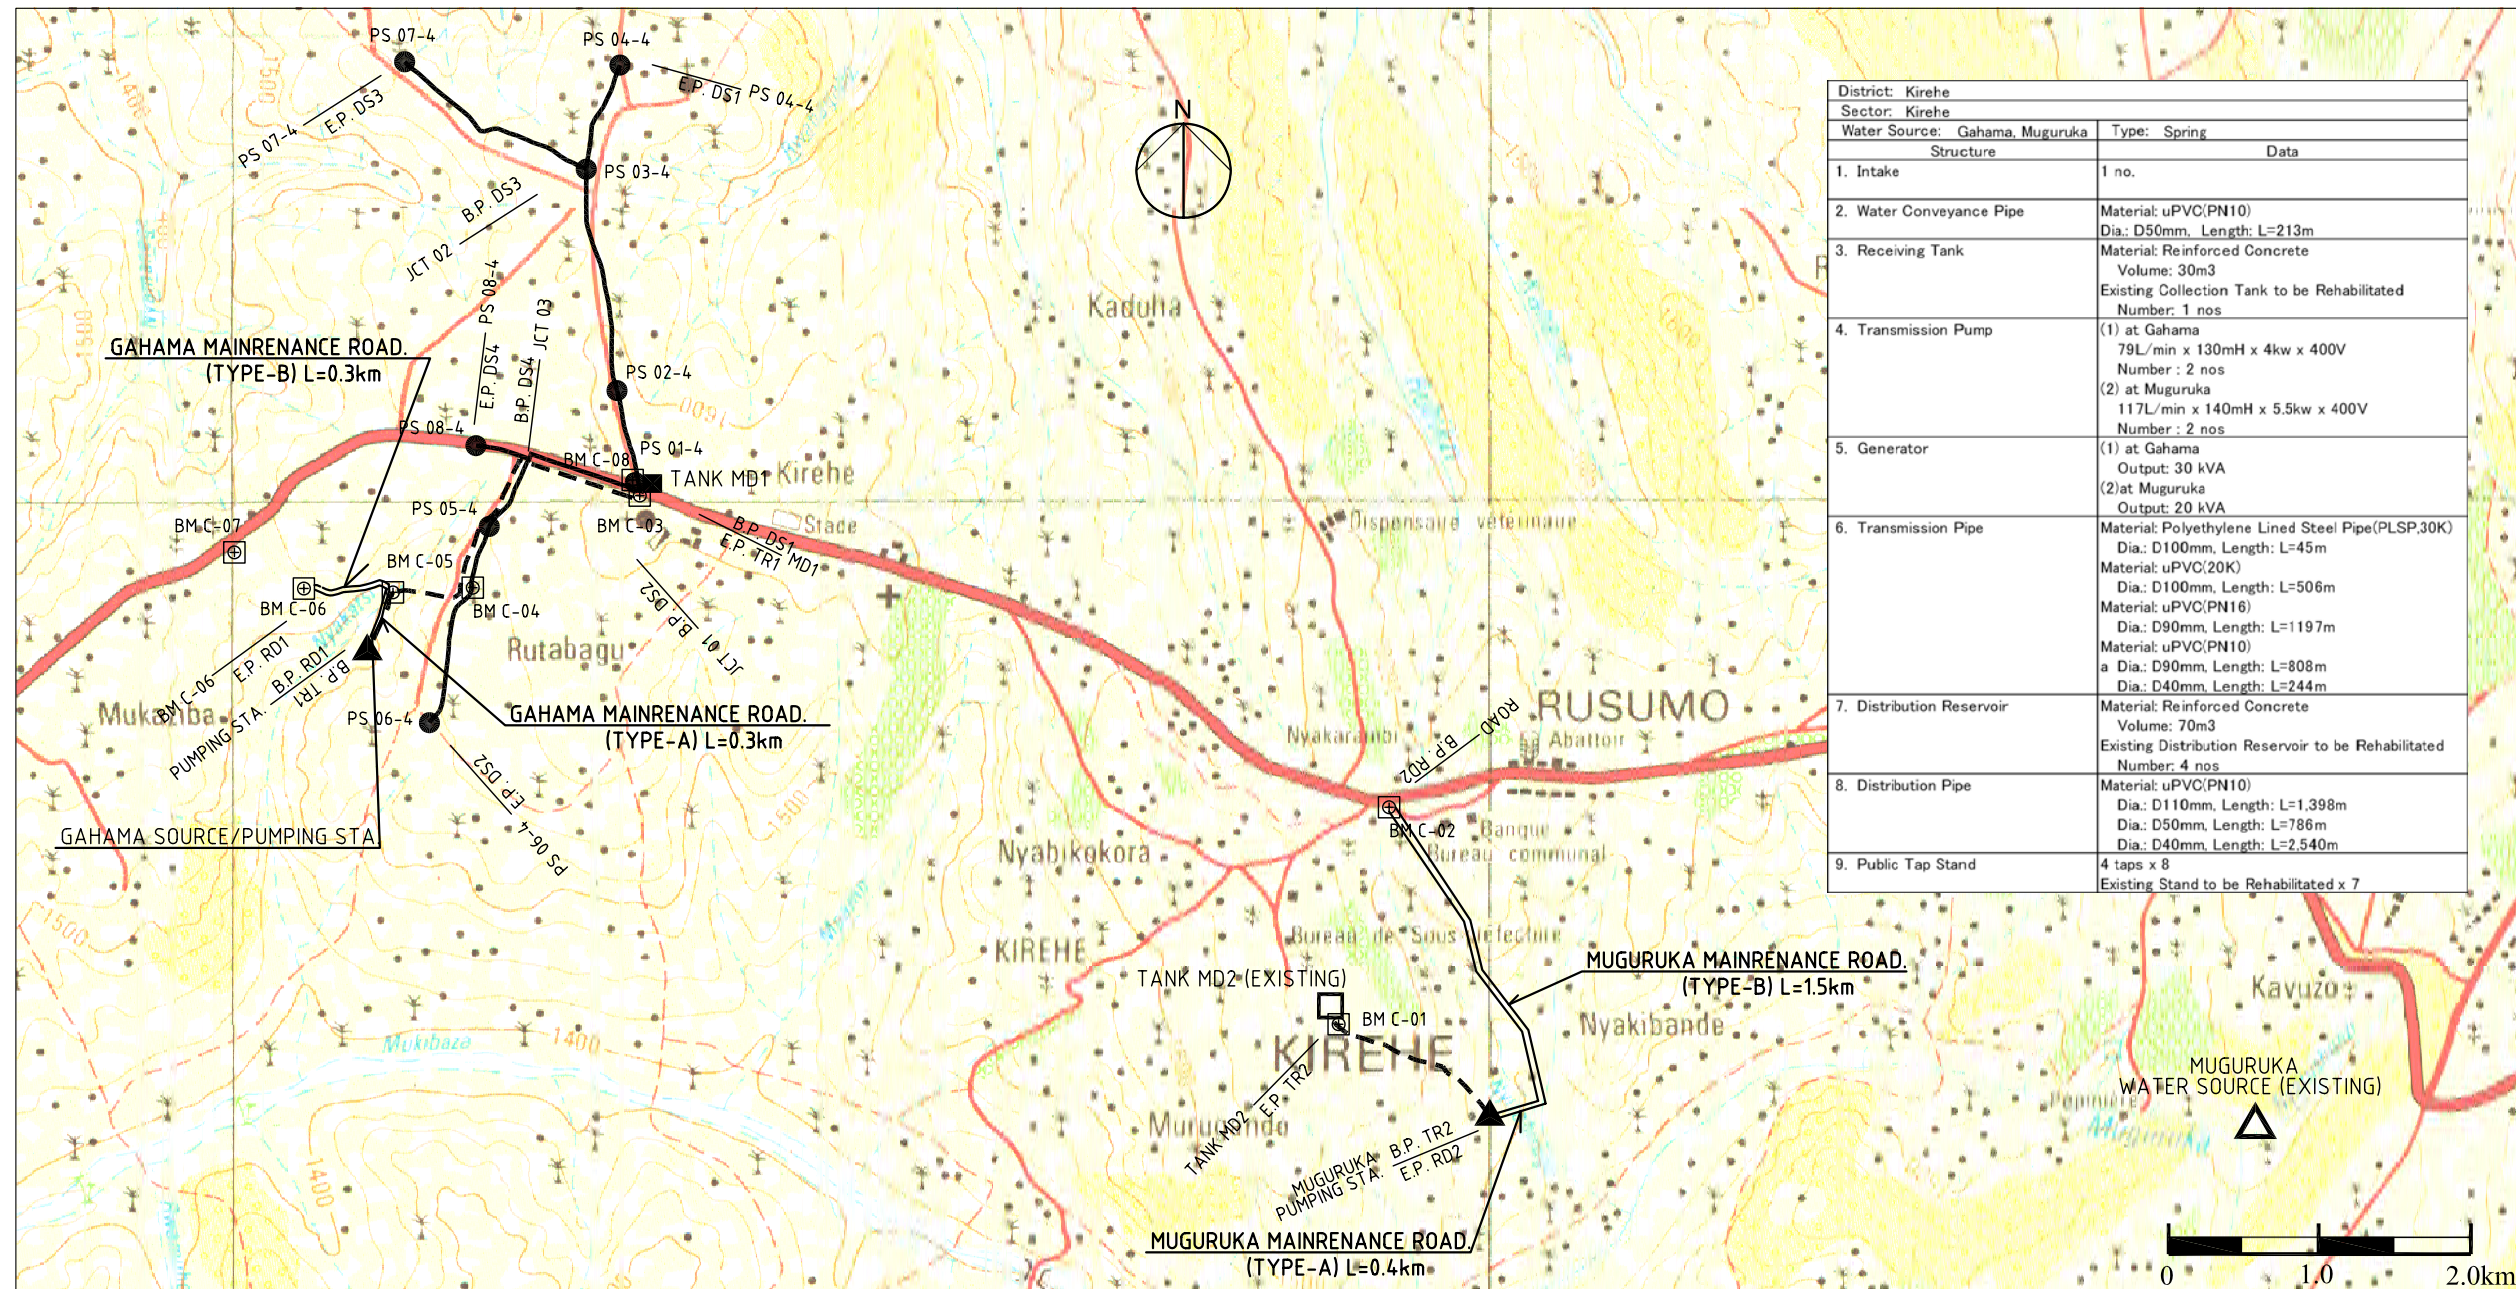 PS 07-4
PS 04-4
E.P. DS1 PS 04-4
PS 07-4 E.P. DS3
N
PS 03-4
B.P. DS3
JCT 02
E.P. DS4 PS 08-4
B.P. DS4 JCT 03
1500
1400
1500
1500
1600
Kaduha
GAHAMA MAINRENANCE ROAD.
(TYPE-B) L=0.3km
PS 02-4
PS 08-4
PS 01-4
BM C-08
TANK MD1
Kirehe
PS 05-4
BM C-07
BM C-03
Stade
Dispensaire vétérinaire
B.P. DS1
E.P. TR1
MD1
BM C-05
BM C-06
BM C-04
B.P. DS2
JCT 01
Rutabagu
BM C-06 E.P. RD1
PUMPING STA. B.P. RD1
B.P. TR1
Mukaziba
PS 06-4
GAHAMA MAINRENANCE ROAD.
(TYPE-A) L=0.3km
E.P. DS2
PS 06-4
GAHAMA SOURCE/PUMPING STA
RUSUMO
ROAD
B.P. RD2
Nyakarambi
Abattoir
BM C-02
Banque
Bureau communal
Nyabikokora
1500
1500
KIREHE
Bureau de Sous Préfecture
TANK MD2 (EXISTING)
BM C-01
KIREHE
MUGURUKA MAINRENANCE ROAD.
(TYPE-B) L=1.5km
Nyakibande
Kavuzo
Mukibaza
1400
1400
MUGURUKA
WATER SOURCE (EXISTING)
Pépinière
Muguruka
TANK MD2 E.P. TR2
MUGURUKA B.P. TR2
PUMPING STA. E.P. RD2
MUGURUKA MAINRENANCE ROAD.
(TYPE-A) L=0.4km
0 1.0 2.0km
District: Kirehe
Sector: Kirehe
Water Source: Gahama, Muguruka Type: Spring
Structure Data
1. Intake 1 no.
2. Water Conveyance Pipe Material: uPVC(PN10)
Dia.: D50mm, Length: L=213m
3. Receiving Tank Material: Reinforced Concrete
Volume: 30m3
Existing Collection Tank to be Rehabilitated
Number: 1 nos
4. Transmission Pump (1) at Gahama
79L/min x 130mH x 4kw x 400V
Number : 2 nos
(2) at Muguruka
117L/min x 140mH x 5.5kw x 400V
Number : 2 nos
5. Generator (1) at Gahama
Output: 30 kVA
(2)at Muguruka
Output: 20 kVA
6. Transmission Pipe Material: Polyethylene Lined Steel Pipe(PLSP,30K)
Dia.: D100mm, Length: L=45m
Material: uPVC(20K)
Dia.: D100mm, Length: L=506m
Material: uPVC(PN16)
Dia.: D90mm, Length: L=1197m
Material: uPVC(PN10)
a Dia.: D90mm, Length: L=808m
Dia.: D40mm, Length: L=244m
7. Distribution Reservoir Material: Reinforced Concrete
Volume: 70m3
Existing Distribution Reservoir to be Rehabilitated
Number: 4 nos
8. Distribution Pipe Material: uPVC(PN10)
Dia.: D110mm, Length: L=1,398m
Dia.: D50mm, Length: L=786m
Dia.: D40mm, Length: L=2,540m
9. Public Tap Stand 4 taps x 8
Existing Stand to be Rehabilitated x 7